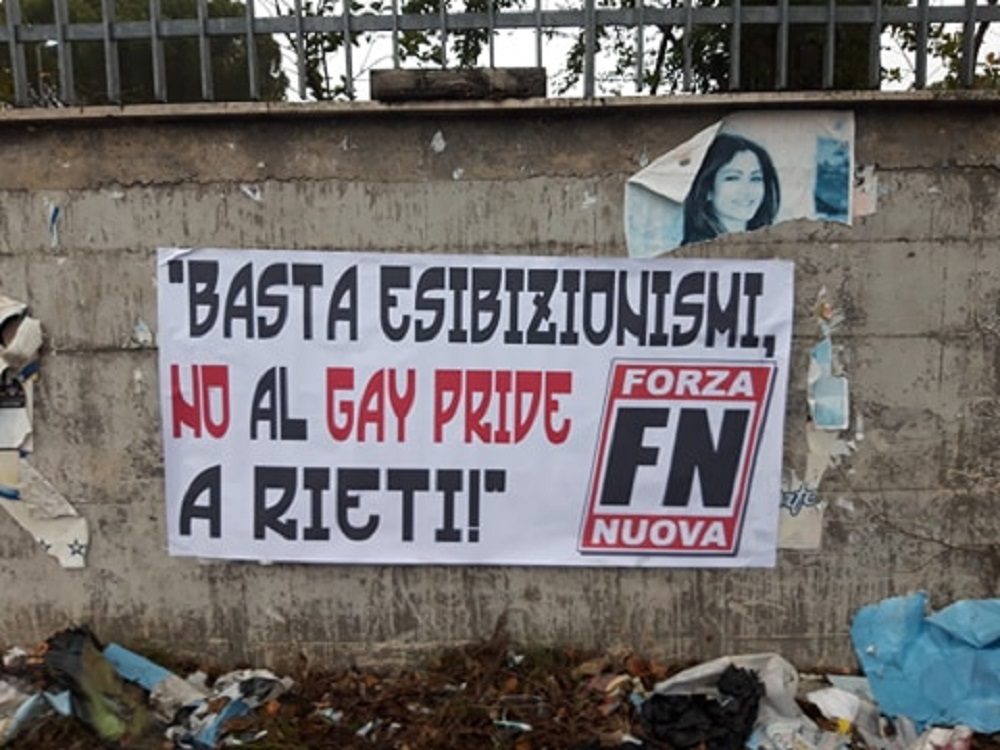 "BASTA ESIBIZIONISMI,
NO AL GAY PRIDE
A RIETI!"
FORZA
FN
NUOVA